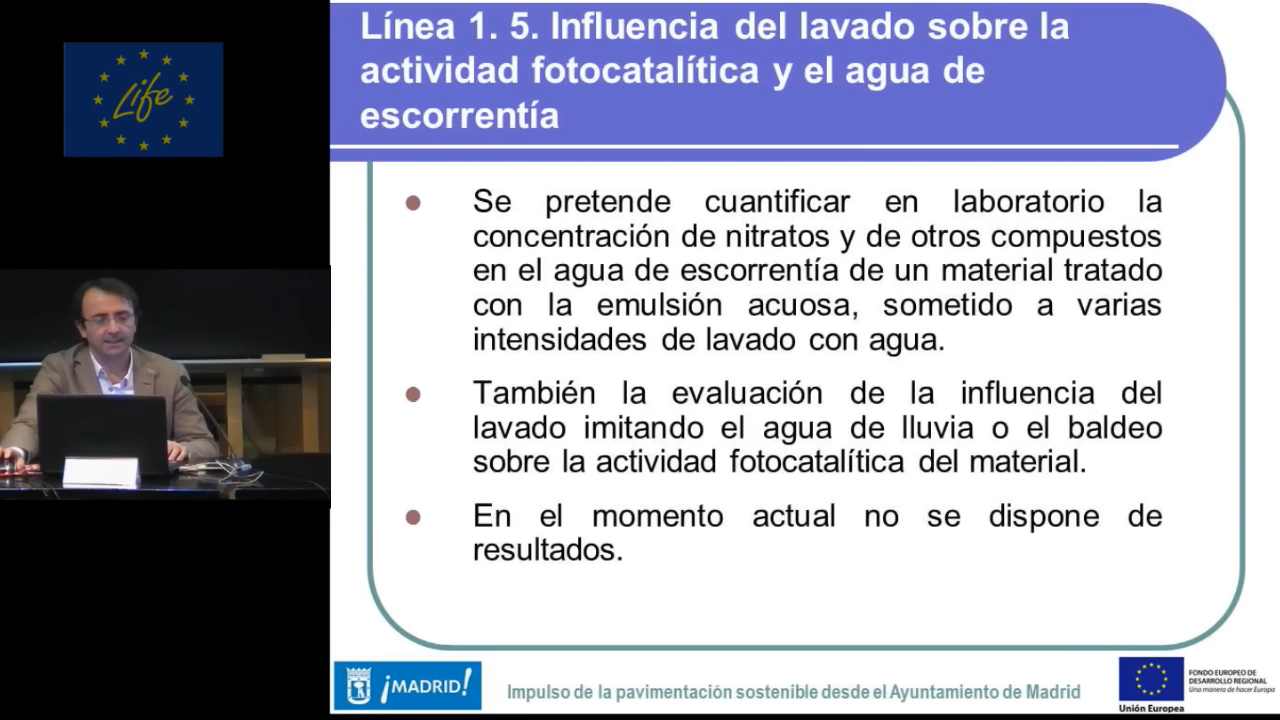 Life
Línea 1. 5. Influencia del lavado sobre la
actividad fotocatalítica y el agua de
escorrentía
Se pretende cuantificar en laboratorio la
concentración de nitratos y de otros compuestos
en el agua de escorrentía de un material tratado
con la emulsión acuosa, sometido a varias
intensidades de lavado con agua.
También la evaluación de la influencia del
lavado imitando el agua de lluvia o el baldeo
sobre la actividad fotocatalítica del material.
En el momento actual no se dispone de
resultados.
¡MADRID!
Impulso de la pavimentación sostenible desde el Ayuntamiento de Madrid
FONDO EUROPEO DE
DESARROLLO REGIONAL
Una manera de hacer Europa
Unión Europea